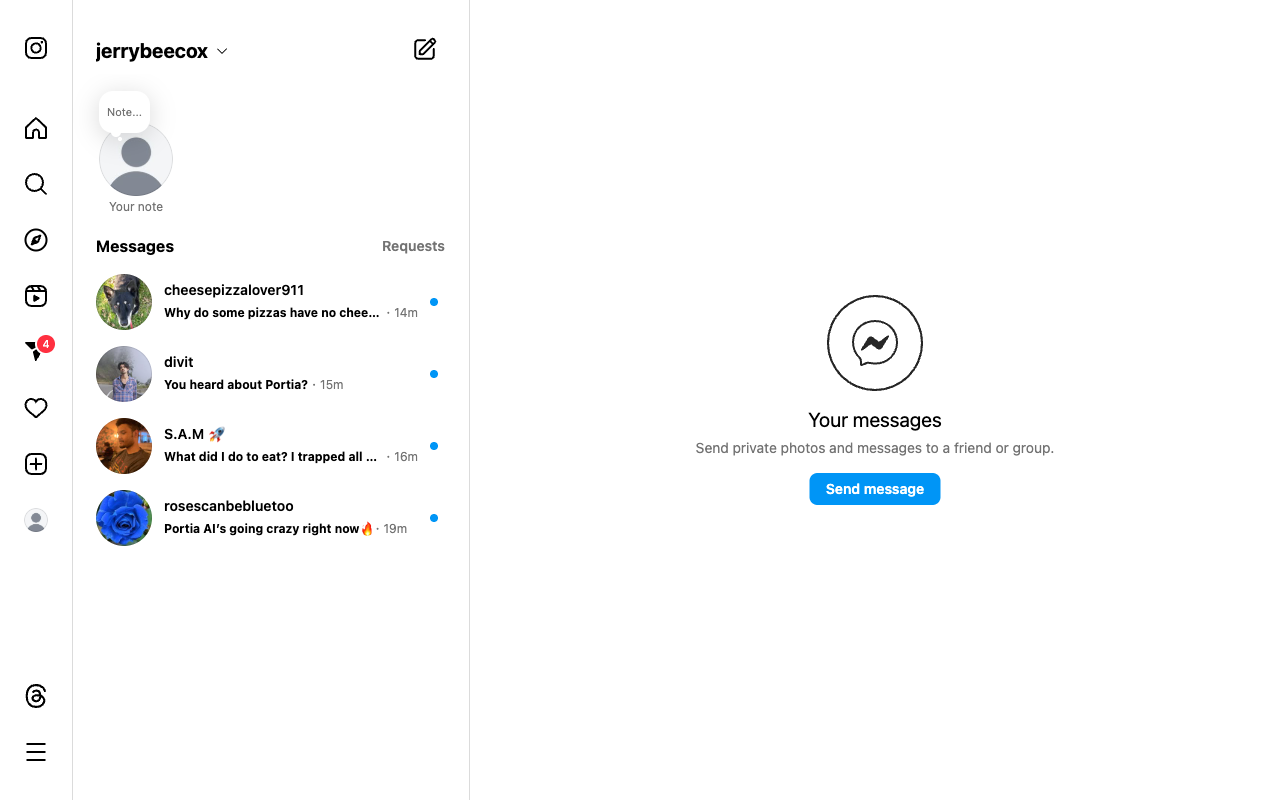 jerrybeecox
Note...
Your note
Messages
Requests
cheesepizzalover911
Why do some pizzas have no chee... · 14m
divit
You heard about Portia? · 15m
S.A.M 🚀
What did I do to eat? I trapped all ... · 16m
rosescanbebluetoo
Portia AI's going crazy right now🔥 · 19m
4
Your messages
Send private photos and messages to a friend or group.
Send message